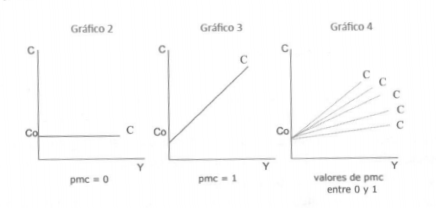 Gráfico 2
Gráfico 3
Gráfico 4
C
C
Co
Y
pmc = 0
C
C
Co
Y
pmc = 1
C
C
C
C
C
C
Co
Y
valores de pmc
entre 0 y 1